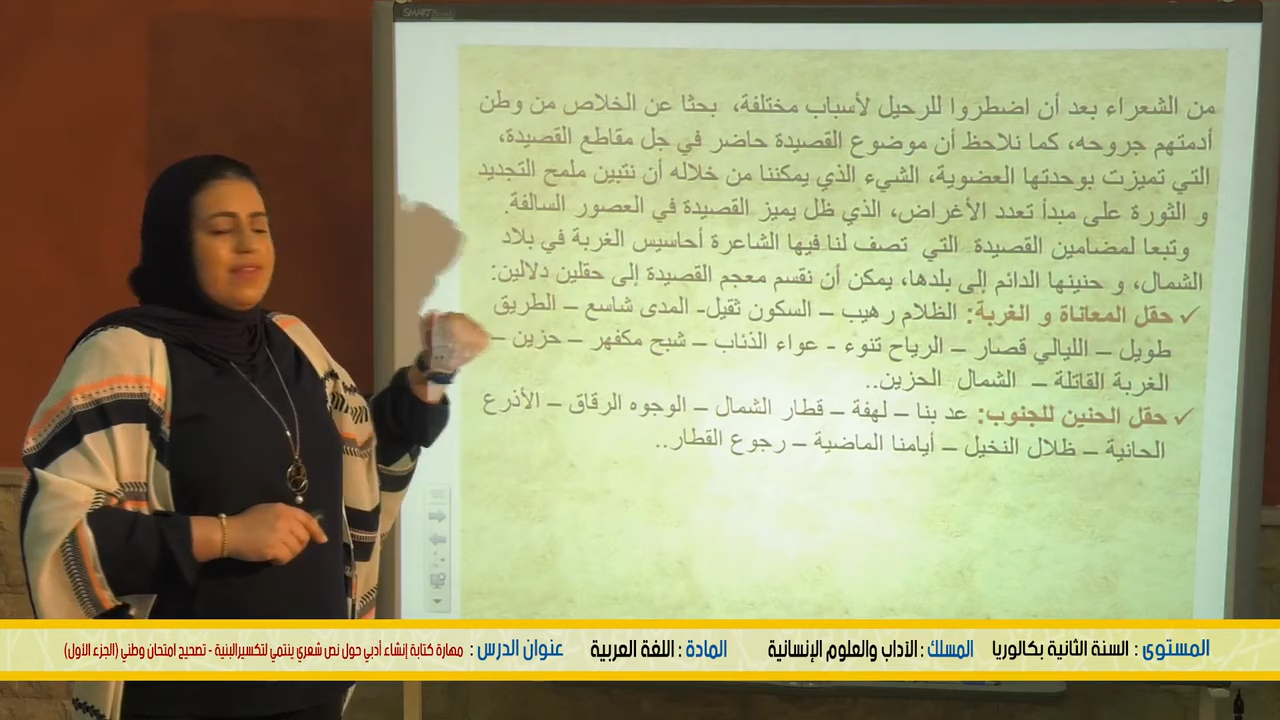 SMART
من الشعراء بعد أن اضطروا للرحيل لأسباب مختلفة، بحثا عن الخلاص من وطن
أدمتهم جروحه، كما نلاحظ أن موضوع القصيدة حاضر في جل مقاطع القصيدة،
التي تميزت بوحدتها العضوية، الشيء الذي يمكننا من خلاله أن نتبين ملمح التجديد
و الثورة على مبدأ تعدد الأغراض، الذي ظل يميز القصيدة في العصور السالفة.
وتبعا لمضامين القصيدة التي تصف لنا فيها الشاعرة أحاسيس الغربة في بلاد
الشمال، و حنينها الدائم إلى بلدها، يمكن أن نقسم معجم القصيدة إلى حقلين دلالين:
✓ حقل المعاناة و الغربة: الظلام رهيب – السكون ثقيل- المدى شاسع – الطريق
طويل – الليالي قصار – الرياح تنوء - عواء الذئاب – شبح مكفهر – حزين –
الغربة القاتلة – الشمال الحزين..
✓ حقل الحنين للجنوب: عد بنا – لهفة – قطار الشمال – الوجوه الرقاق – الأذرع
الحانية – ظلال النخيل – أيامنا الماضية – رجوع القطار..
المستوى : السنة الثانية بكالوريا المسلك : الآداب والعلوم الإنسانية المادة : اللغة العربية عنوان الدرس : مهارة كتابة إنشاء أدبي حول نص شعري ينتمي لتكسيرالبنية - تصحيح امتحان وطني (الجزء الأول)